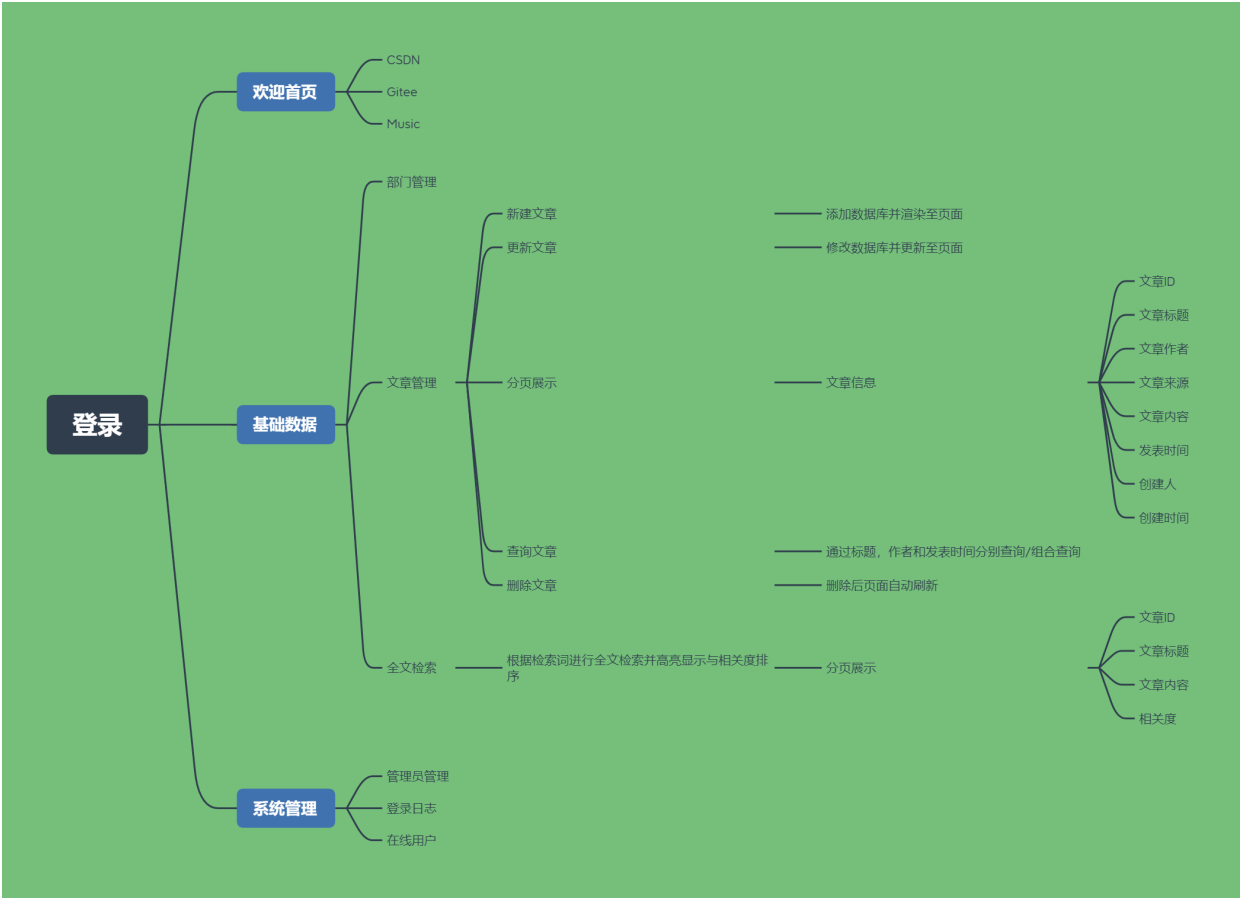 登录
欢迎首页
CSDN
Gitee
Music
基础数据
部门管理
文章管理
新建文章
添加数据库并渲染至页面
更新文章
修改数据库并更新至页面
分页展示
文章信息
文章ID
文章标题
文章作者
文章来源
文章内容
发表时间
创建人
创建时间
查询文章
通过标题，作者和发表时间分别查询/组合查询
删除文章
删除后页面自动刷新
全文检索
根据检索词进行全文检索并高亮显示与相关度排
序
分页展示
文章ID
文章标题
文章内容
相关度
系统管理
管理员管理
登录日志
在线用户